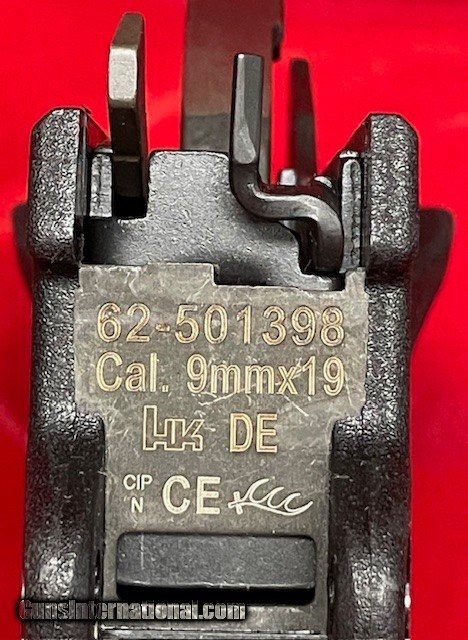 62-501398
Cal. 9mmx19
HK DE
CIP
N CE
GunsInternational.com